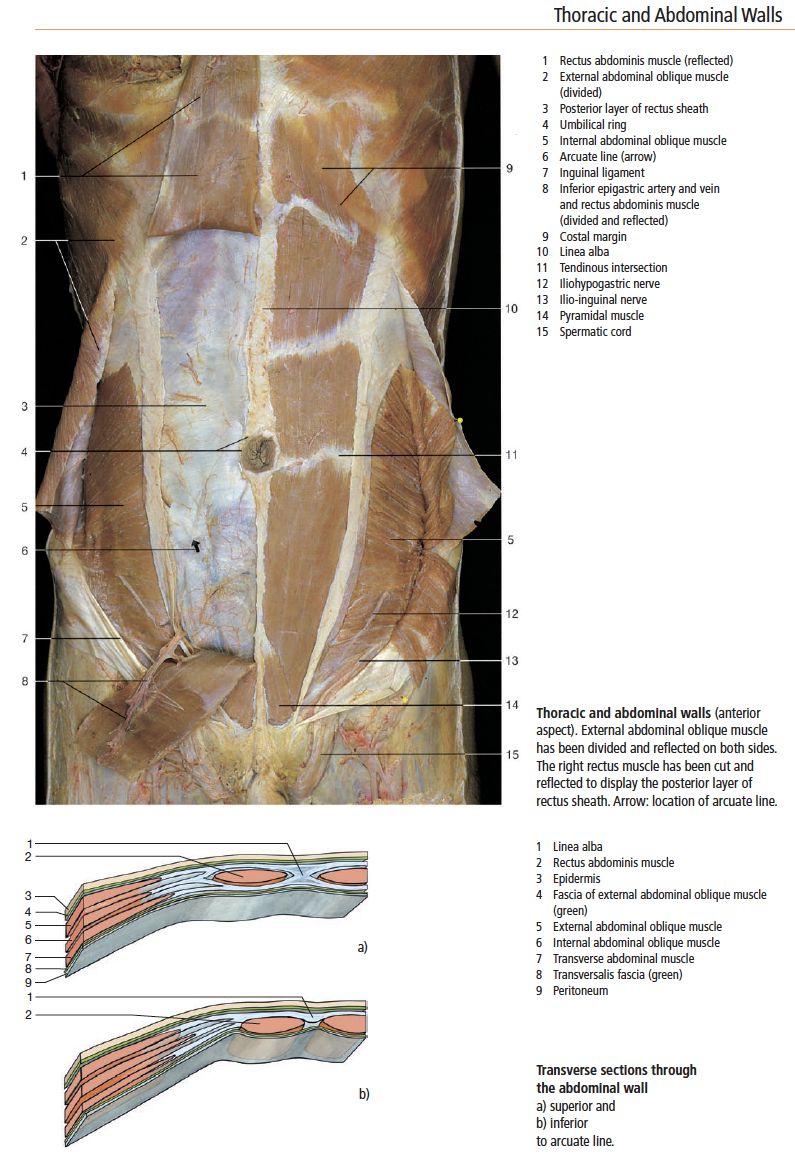 Thoracic and Abdominal Walls
1 Rectus abdominis muscle (reflected)
2 External abdominal oblique muscle
(divided)
3 Posterior layer of rectus sheath
4 Umbilical ring
5 Internal abdominal oblique muscle
6 Arcuate line (arrow)
7 Inguinal ligament
8 Inferior epigastric artery and vein
and rectus abdominis muscle
(divided and reflected)
9 Costal margin
10 Linea alba
11 Tendinous intersection
12 Iliohypogastric nerve
13 Ilio-inguinal nerve
14 Pyramidal muscle
15 Spermatic cord
1
2
3
4
5
6
7
8
9
10
11
5
12
13
14
15
Thoracic and abdominal walls (anterior
aspect). External abdominal oblique muscle
has been divided and reflected on both sides.
The right rectus muscle has been cut and
reflected to display the posterior layer of
rectus sheath. Arrow: location of arcuate line.
1
2
3
4
5
6
7
8
9
a)
1
2
b)
1 Linea alba
2 Rectus abdominis muscle
3 Epidermis
4 Fascia of external abdominal oblique muscle
(green)
5 External abdominal oblique muscle
6 Internal abdominal oblique muscle
7 Transverse abdominal muscle
8 Transversalis fascia (green)
9 Peritoneum
Transverse sections through
the abdominal wall
a) superior and
b) inferior
to arcuate line.